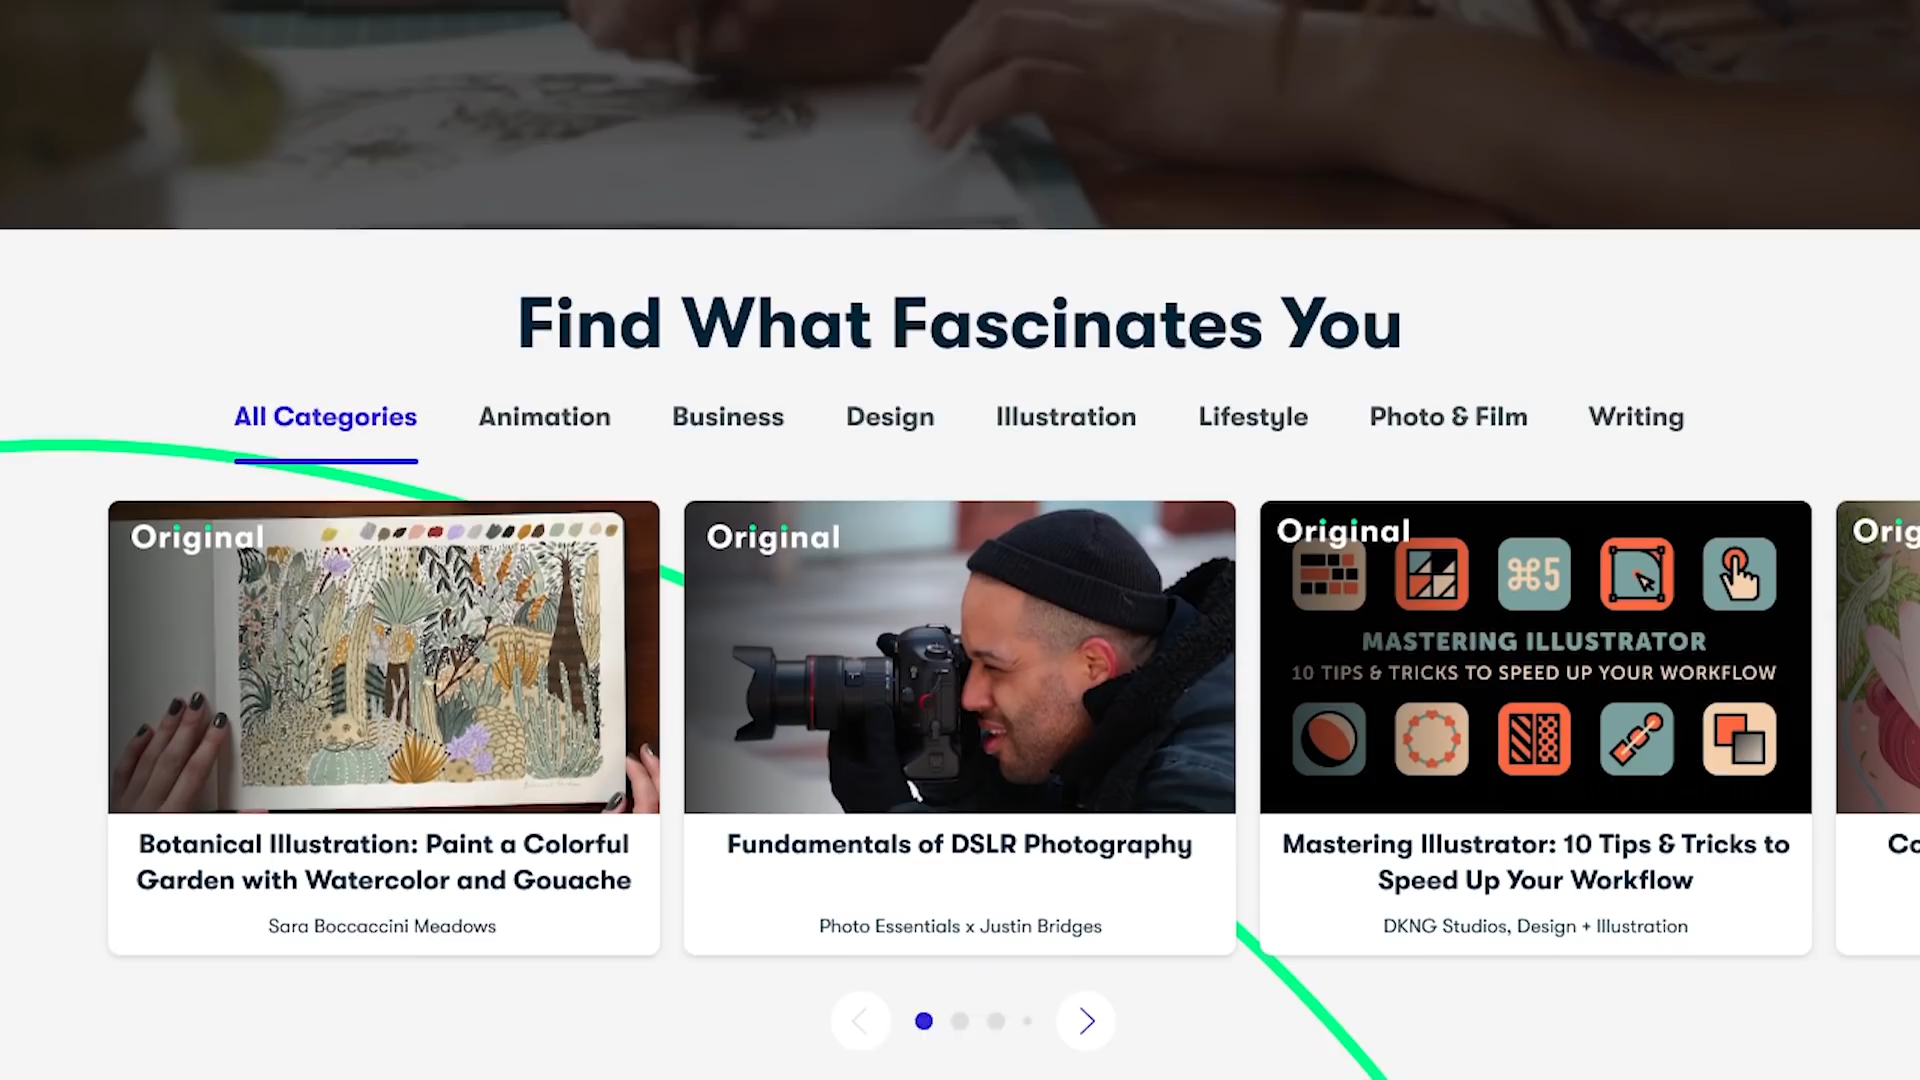 Find What Fascinates You
All Categories Animation Business Design Illustration Lifestyle Photo & Film Writing
Original
Original
Original
⌘5
MASTERING ILLUSTRATOR
10 TIPS & TRICKS TO SPEED UP YOUR WORKFLOW
Botanical Illustration: Paint a Colorful
Garden with Watercolor and Gouache
Sara Boccaccini Meadows
Fundamentals of DSLR Photography
Photo Essentials x Justin Bridges
Mastering Illustrator: 10 Tips & Tricks to
Speed Up Your Workflow
DKNG Studios, Design + Illustration